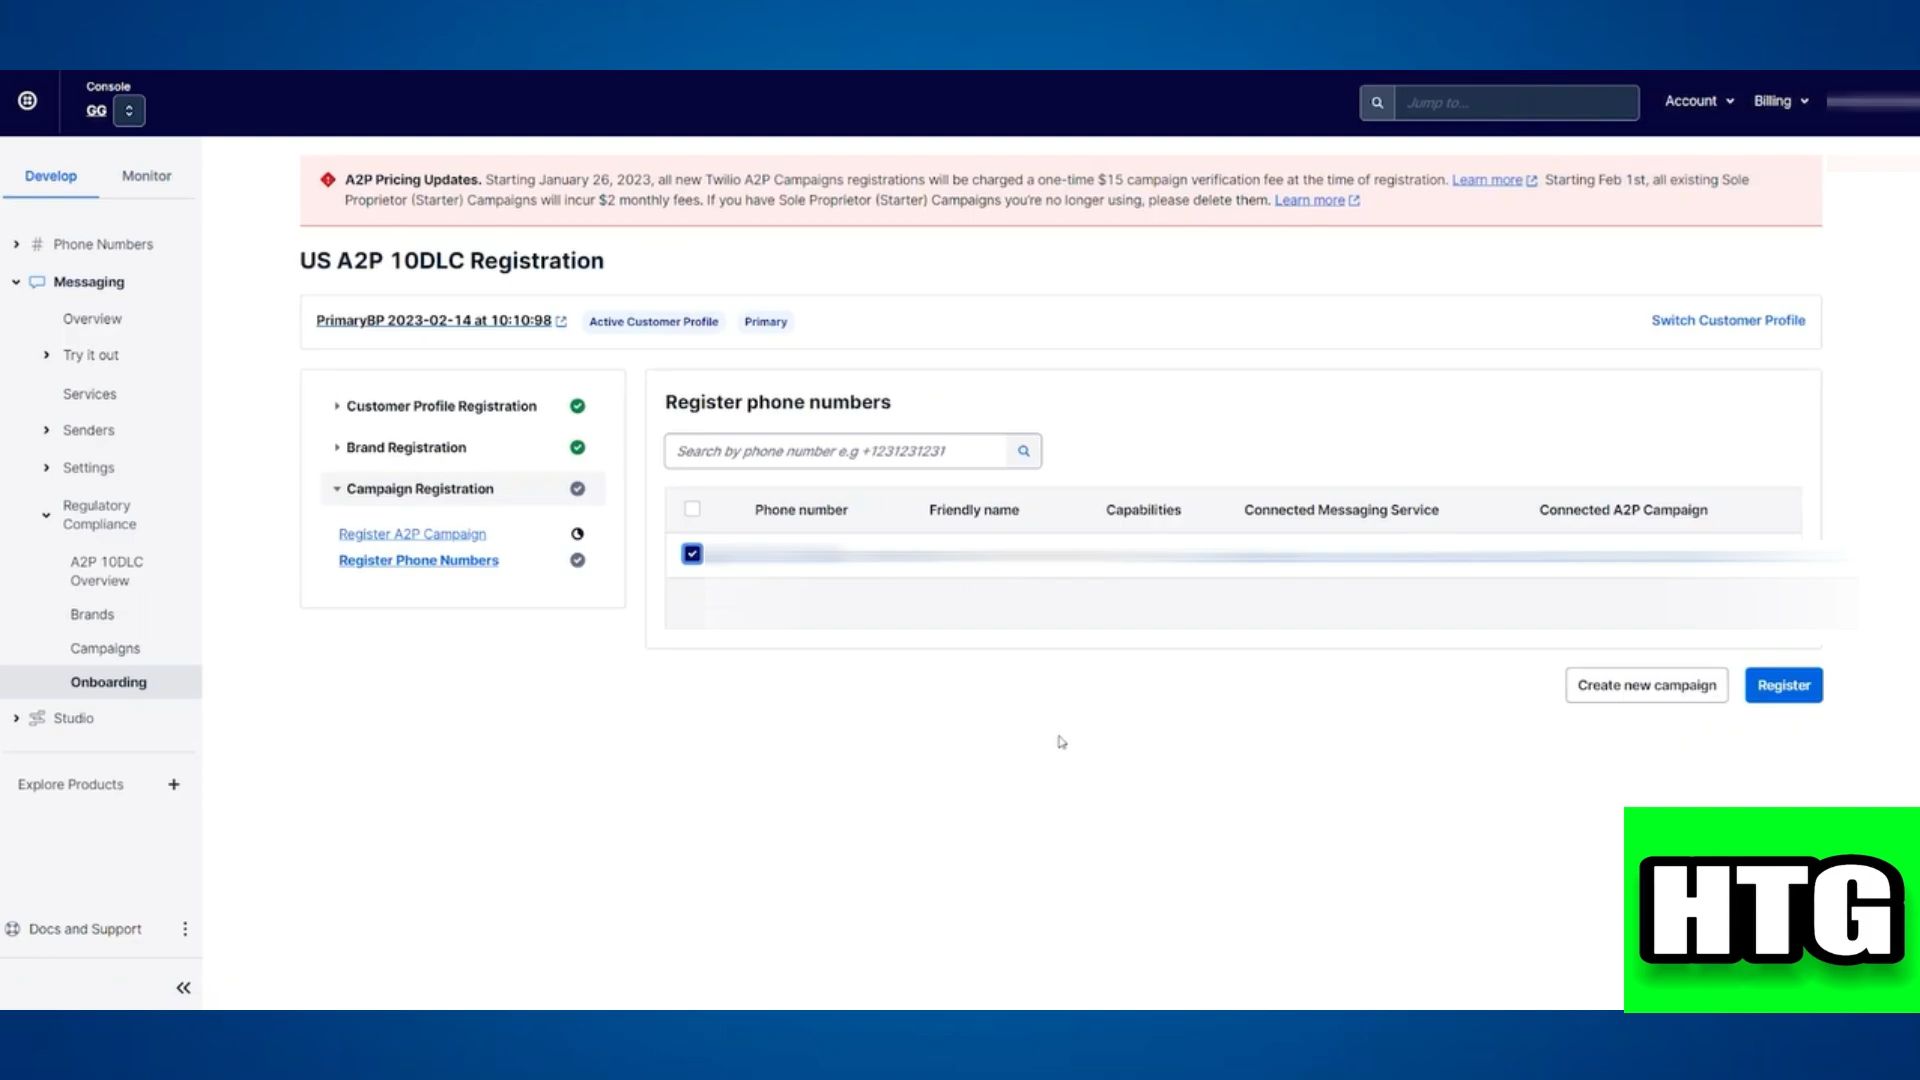 Console
GG
Jump to...
Account
Billing
Develop
Monitor
A2P Pricing Updates. Starting January 26, 2023, all new Twilio A2P Campaigns registrations will be charged a one-time $15 campaign verification fee at the time of registration. Learn more Starting Feb 1st, all existing Sole
Proprietor (Starter) Campaigns will incur $2 monthly fees. If you have Sole Proprietor (Starter) Campaigns you're no longer using, please delete them. Learn more
Phone Numbers
Messaging
Overview
Try it out
Services
Senders
Settings
Regulatory
Compliance
A2P 10DLC
Overview
Brands
Campaigns
Onboarding
Studio
Explore Products
Docs and Support
US A2P 10DLC Registration
PrimaryBP 2023-02-14 at 10:10:98
Active Customer Profile
Primary
Switch Customer Profile
Customer Profile Registration
Brand Registration
Campaign Registration
Register A2P Campaign
Register Phone Numbers
Register phone numbers
Search by phone number e.g +1231231231
Phone number
Friendly name
Capabilities
Connected Messaging Service
Connected A2P Campaign
Create new campaign
Register
HTG